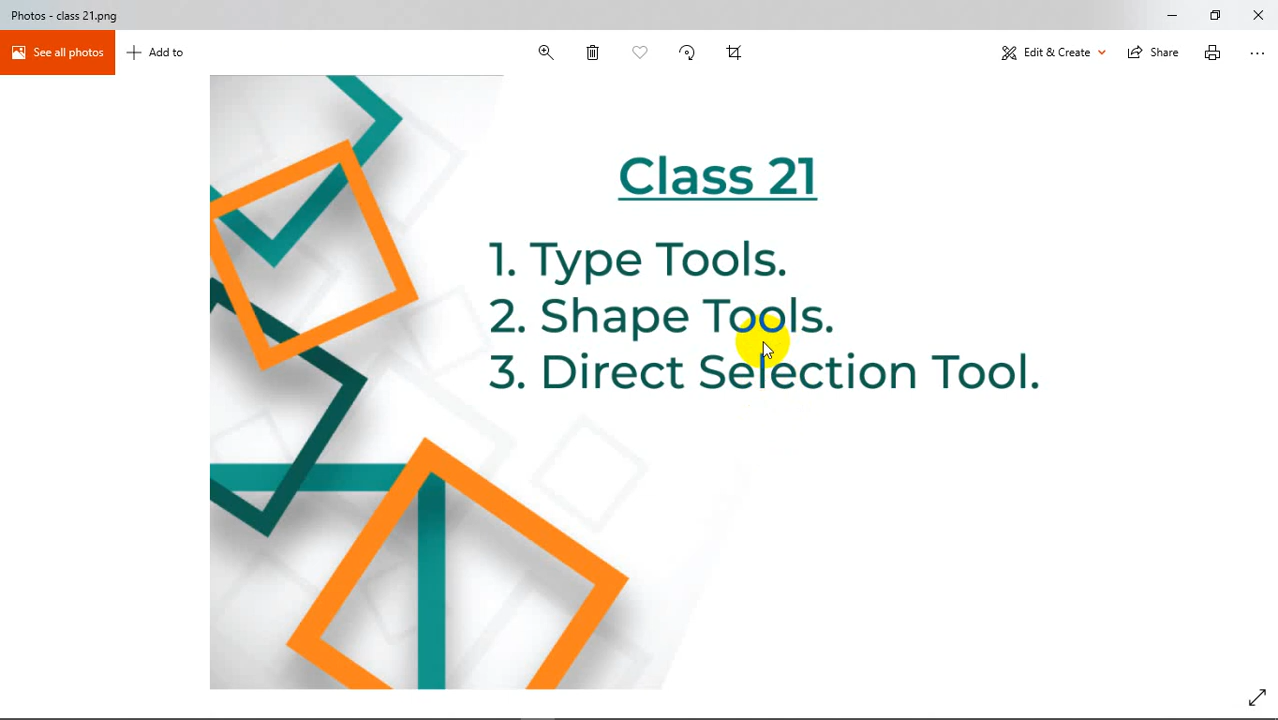 Photos - class 21.png
See all photos
Add to
Edit & Create
Share
Class 21
1. Type Tools.
2. Shape Tools.
3. Direct Selection Tool.